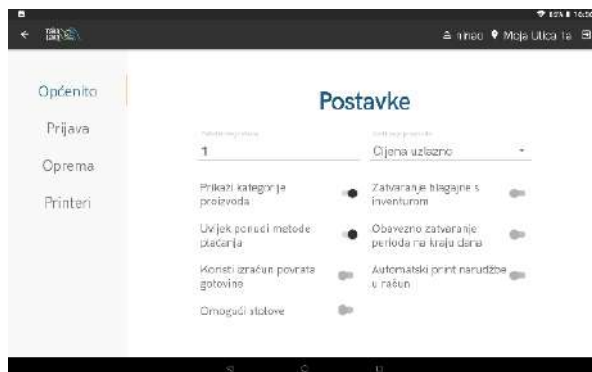 ninao Moja Ulica 1a
Općenito
Prijava
Oprema
Printeri
Postavke
1
Cijena uzlazno
Prikaži kategorije
proizvoda
Zatvaranje blagajne s
inventurom
Uvijek ponudi metode
plaćanja
Obavezno zatvaranje
perioda na kraju dana
Koristi izračun povrata
gotovine
Automatski print narudžbe
u račun
Omogući stolove